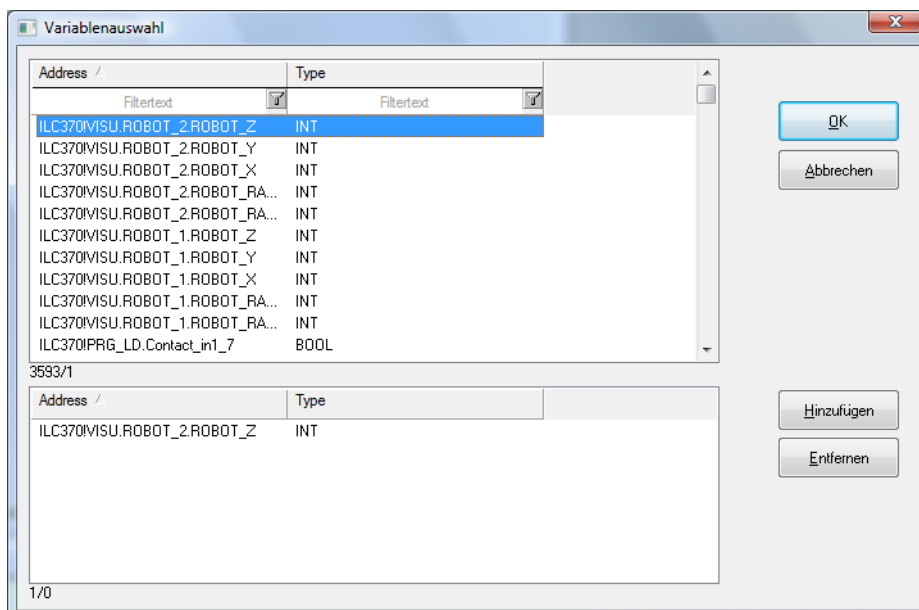 Variablenauswahl
Address Type
Filtertext Filtertext
ILC370!VISU.ROBOT_2.ROBOT_Z INT
ILC370!VISU.ROBOT_2.ROBOT_Y INT
ILC370!VISU.ROBOT_2.ROBOT_X INT
ILC370!VISU.ROBOT_2.ROBOT_RA... INT
ILC370!VISU.ROBOT_2.ROBOT_RA... INT
ILC370!VISU.ROBOT_1.ROBOT_Z INT
ILC370!VISU.ROBOT_1.ROBOT_Y INT
ILC370!VISU.ROBOT_1.ROBOT_X INT
ILC370!VISU.ROBOT_1.ROBOT_RA... INT
ILC370!VISU.ROBOT_1.ROBOT_RA... INT
ILC370!PRG_LD.Contact_in1_7 BOOL
3593/1
OK
Abbrechen
Address Type
ILC370!VISU.ROBOT_2.ROBOT_Z INT
1/0
Hinzufügen
Entfernen